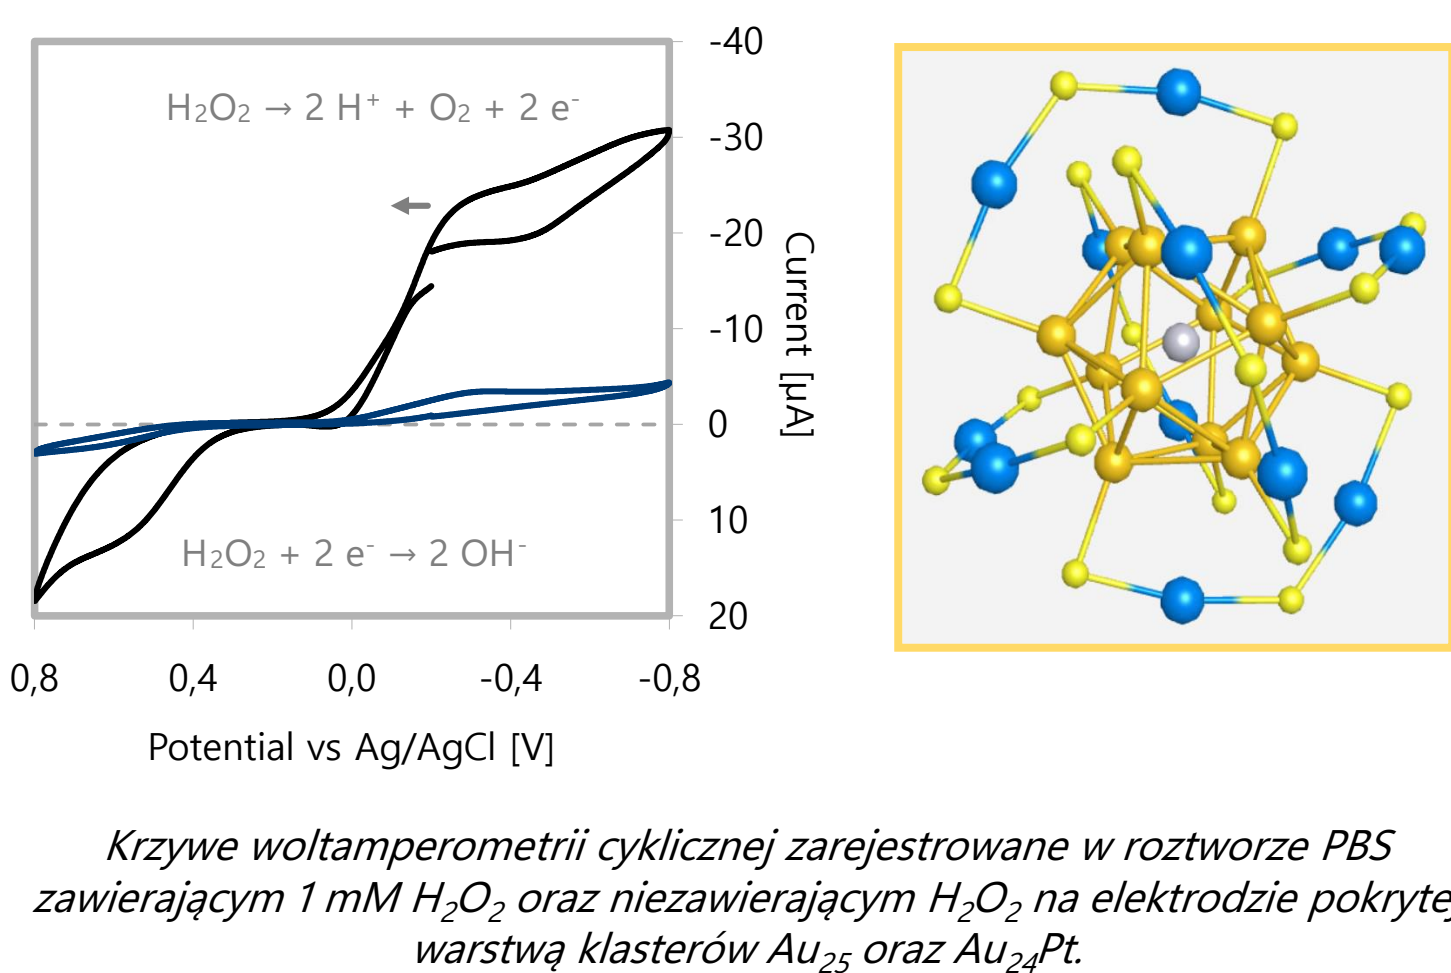 H₂O₂ → 2 H⁺ + O₂ + 2 e⁻
H₂O₂ + 2 e⁻ → 2 OH⁻
-40
-30
-20
-10
0
10
20
Current [µA]
0,8 0,4 0,0 -0,4 -0,8
Potential vs Ag/AgCl [V]
Krzywe woltamperometrii cyklicznej zarejestrowane w roztworze PBS
zawierającym 1 mM H₂O₂ oraz niezawierającym H₂O₂ na elektrodzie pokrytej
warstwą klasterów Au₂₅ oraz Au₂₄Pt.